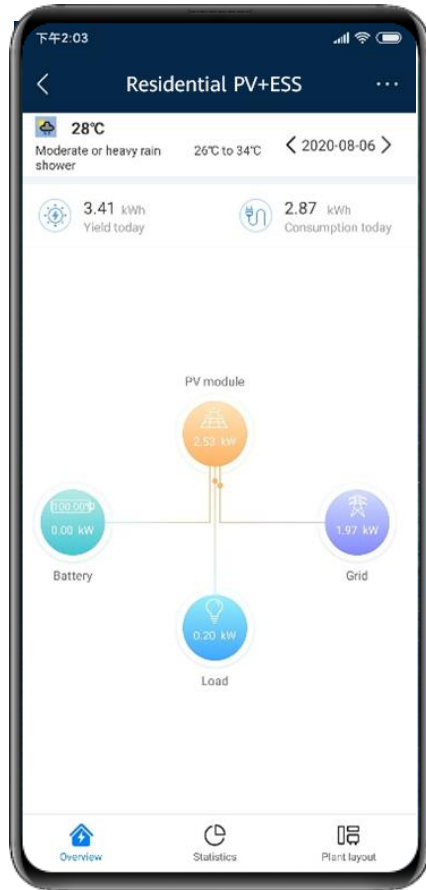 下午2:03
Residential PV+ESS
28℃
Moderate or heavy rain shower
26℃ to 34℃
2020-08-06
3.41 kWh
Yield today
2.87 kWh
Consumption today
PV module
2.53 kW
100.00%
0.00 kW
Battery
1.97 kW
Grid
0.20 kW
Load
Overview
Statistics
Plant layout